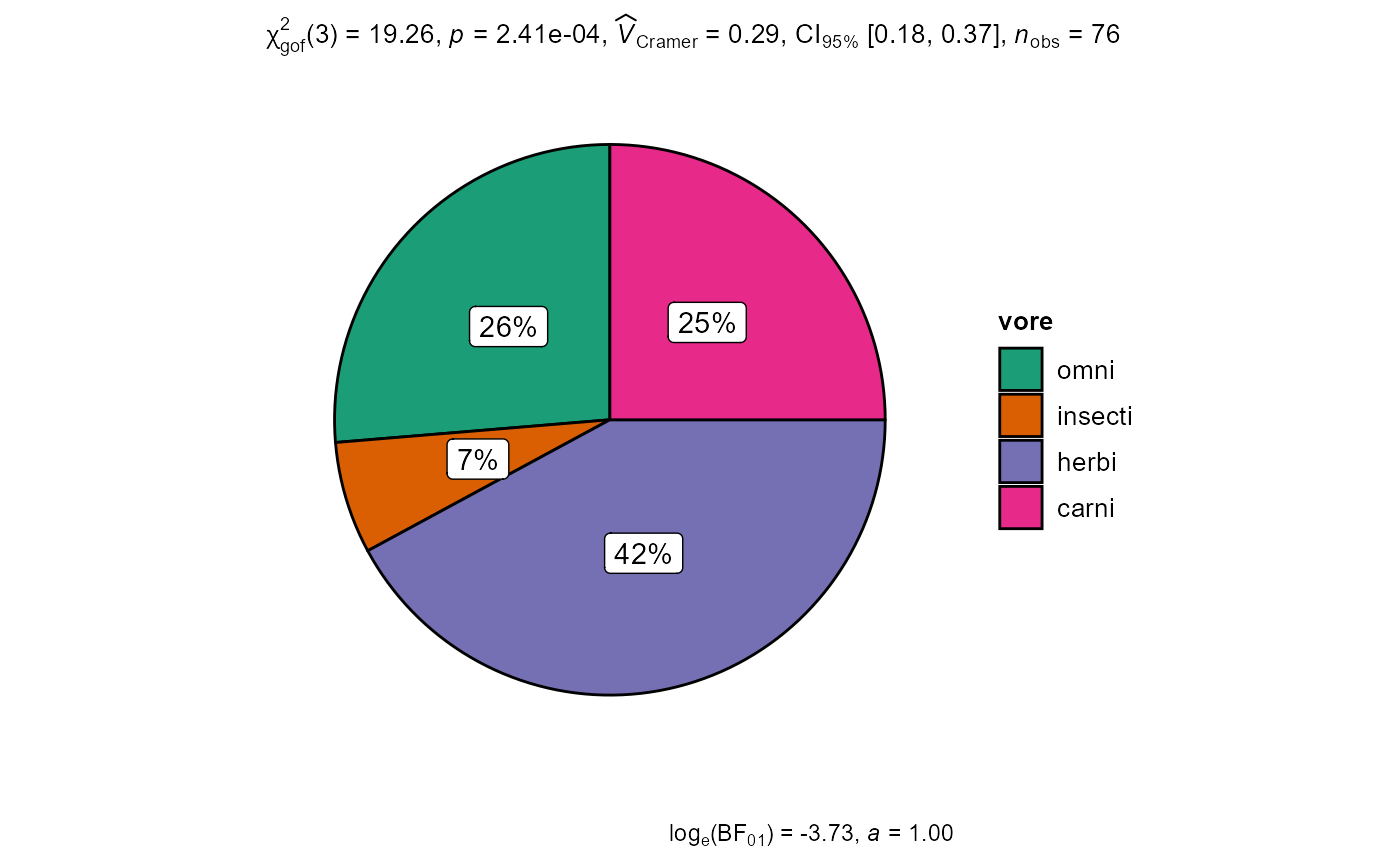 χ²gof(3) = 19.26, p = 2.41e-04, V̂Cramer = 0.29, CI95% [0.18, 0.37], nobs = 76
26%
25%
7%
42%
vore
omni
insecti
herbi
carni
loge(BF01) = -3.73, a = 1.00